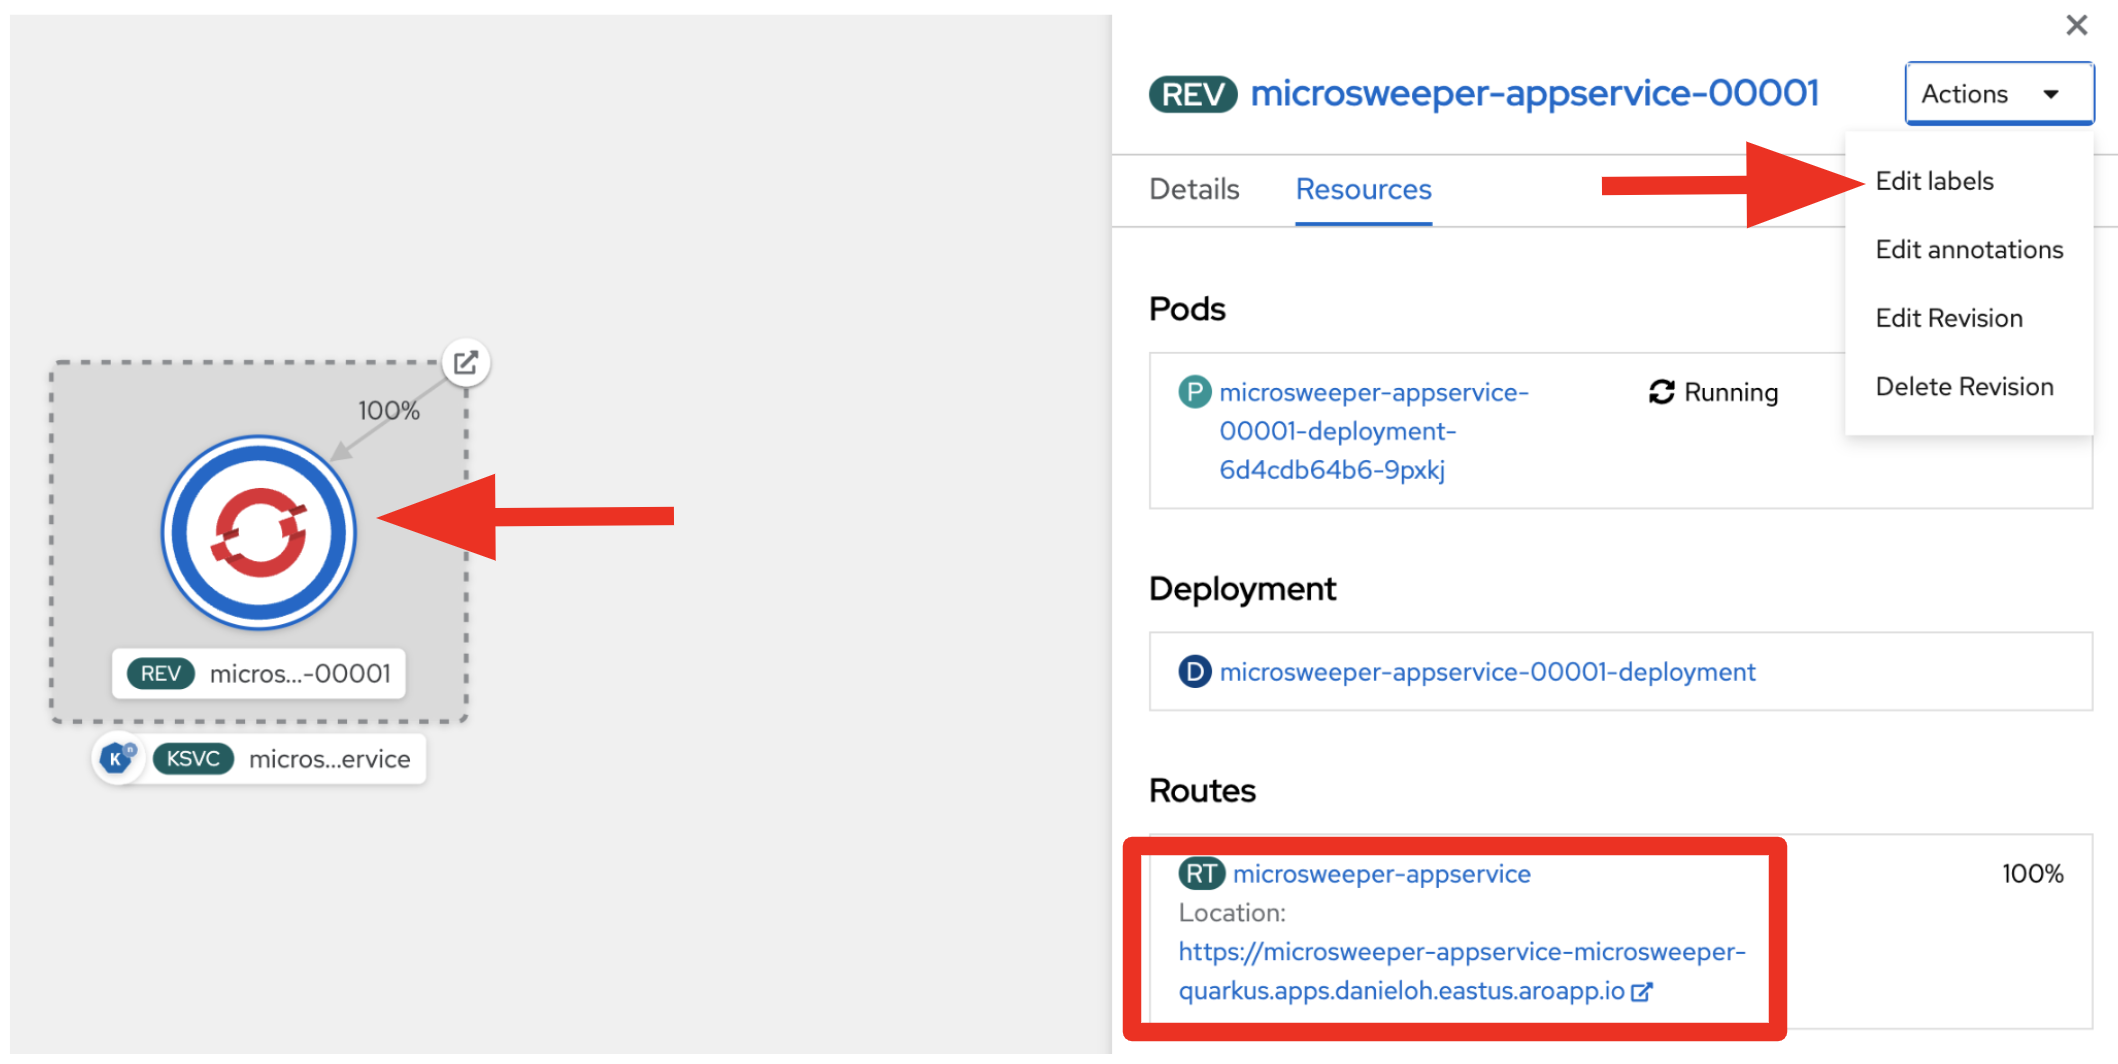 100%
REV micros...-00001
K n KSVC micros...ervice
REV microsweeper-appservice-00001
Actions
Edit labels
Edit annotations
Edit Revision
Delete Revision
Details Resources
Pods
P microsweeper-appservice-
00001-deployment-
6d4cdb64b6-9pxkj
Running
Deployment
D microsweeper-appservice-00001-deployment
Routes
RT microsweeper-appservice 100%
Location:
https://microsweeper-appservice-microsweeper-
quarkus.apps.danieloh.eastus.aroapp.io